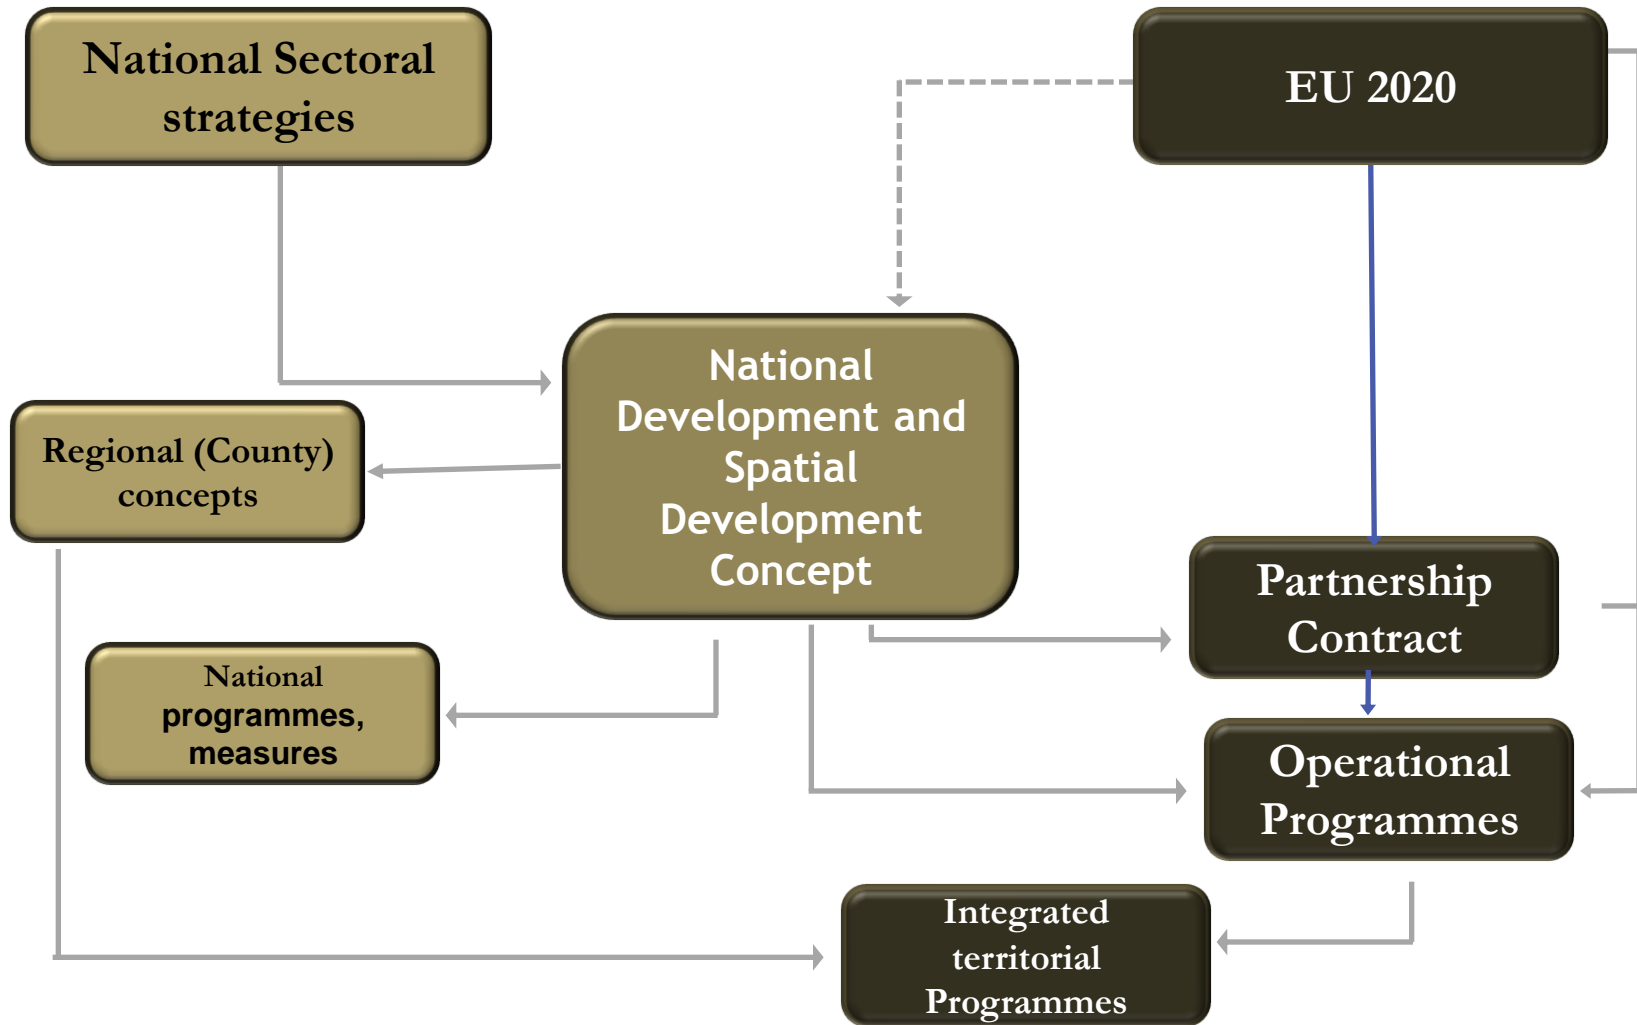 National Sectoral
strategies
EU 2020
National
Development and
Spatial
Development
Concept
Regional (County)
concepts
Partnership
Contract
National
programmes,
measures
Operational
Programmes
Integrated
territorial
Programmes